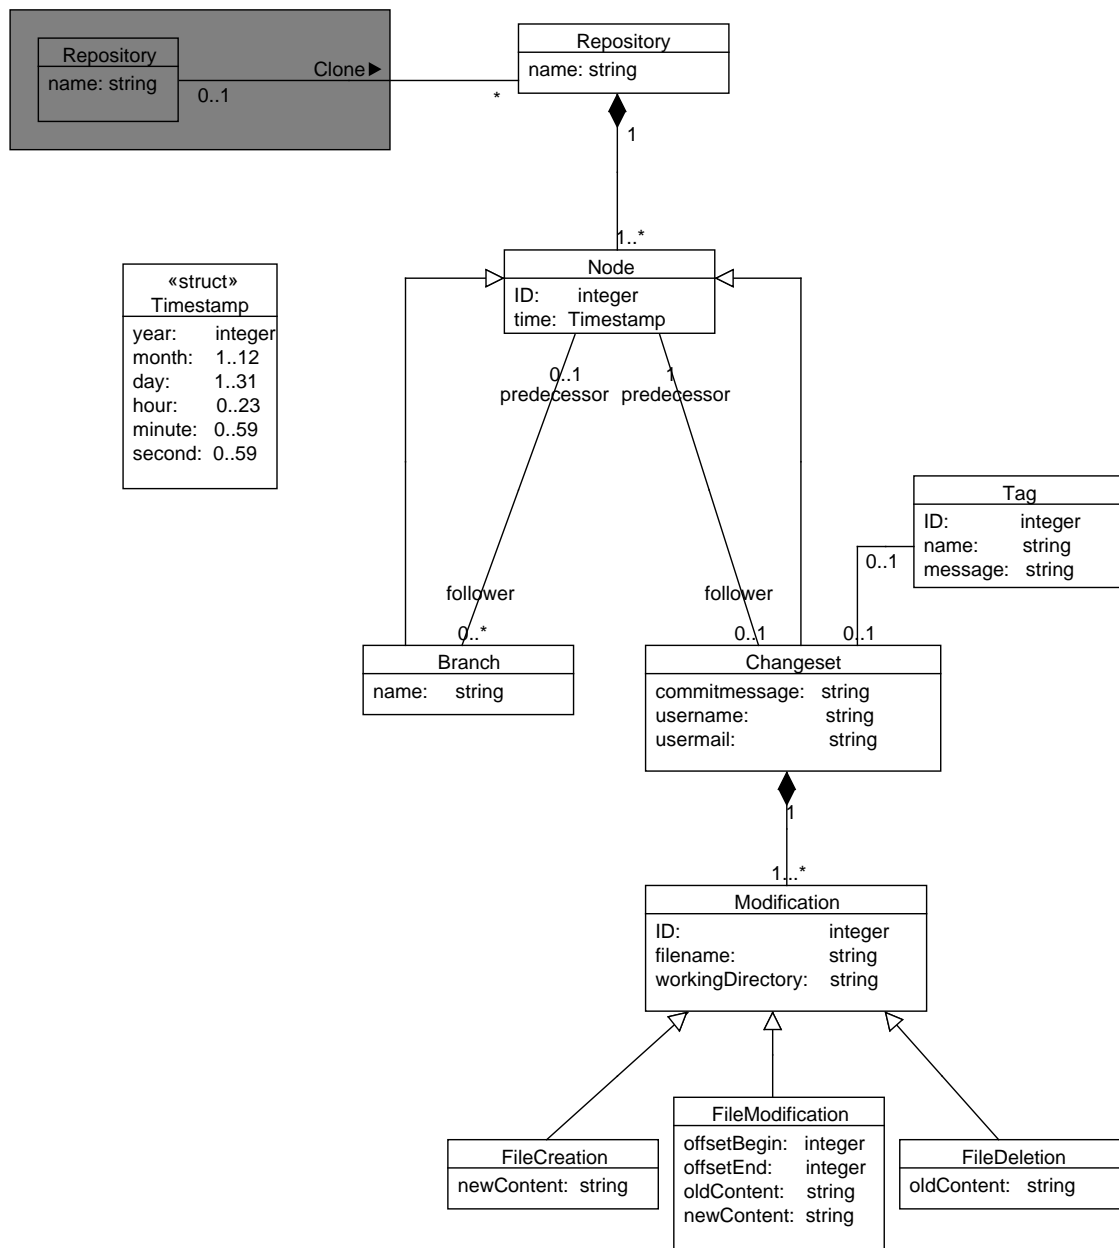 Repository
name: string
Clone►
0..1
*
Repository
name: string
1
1..*
Node
ID: integer
time: Timestamp
«struct»
Timestamp
year: integer
month: 1..12
day: 1..31
hour: 0..23
minute: 0..59
second: 0..59
0..1
predecessor
1
predecessor
follower
0..*
follower
0..1
Tag
ID: integer
name: string
message: string
0..1
0..1
Branch
name: string
Changeset
commitmessage: string
username: string
usermail: string
1
1...*
Modification
ID: integer
filename: string
workingDirectory: string
FileCreation
newContent: string
FileModification
offsetBegin: integer
offsetEnd: integer
oldContent: string
newContent: string
FileDeletion
oldContent: string